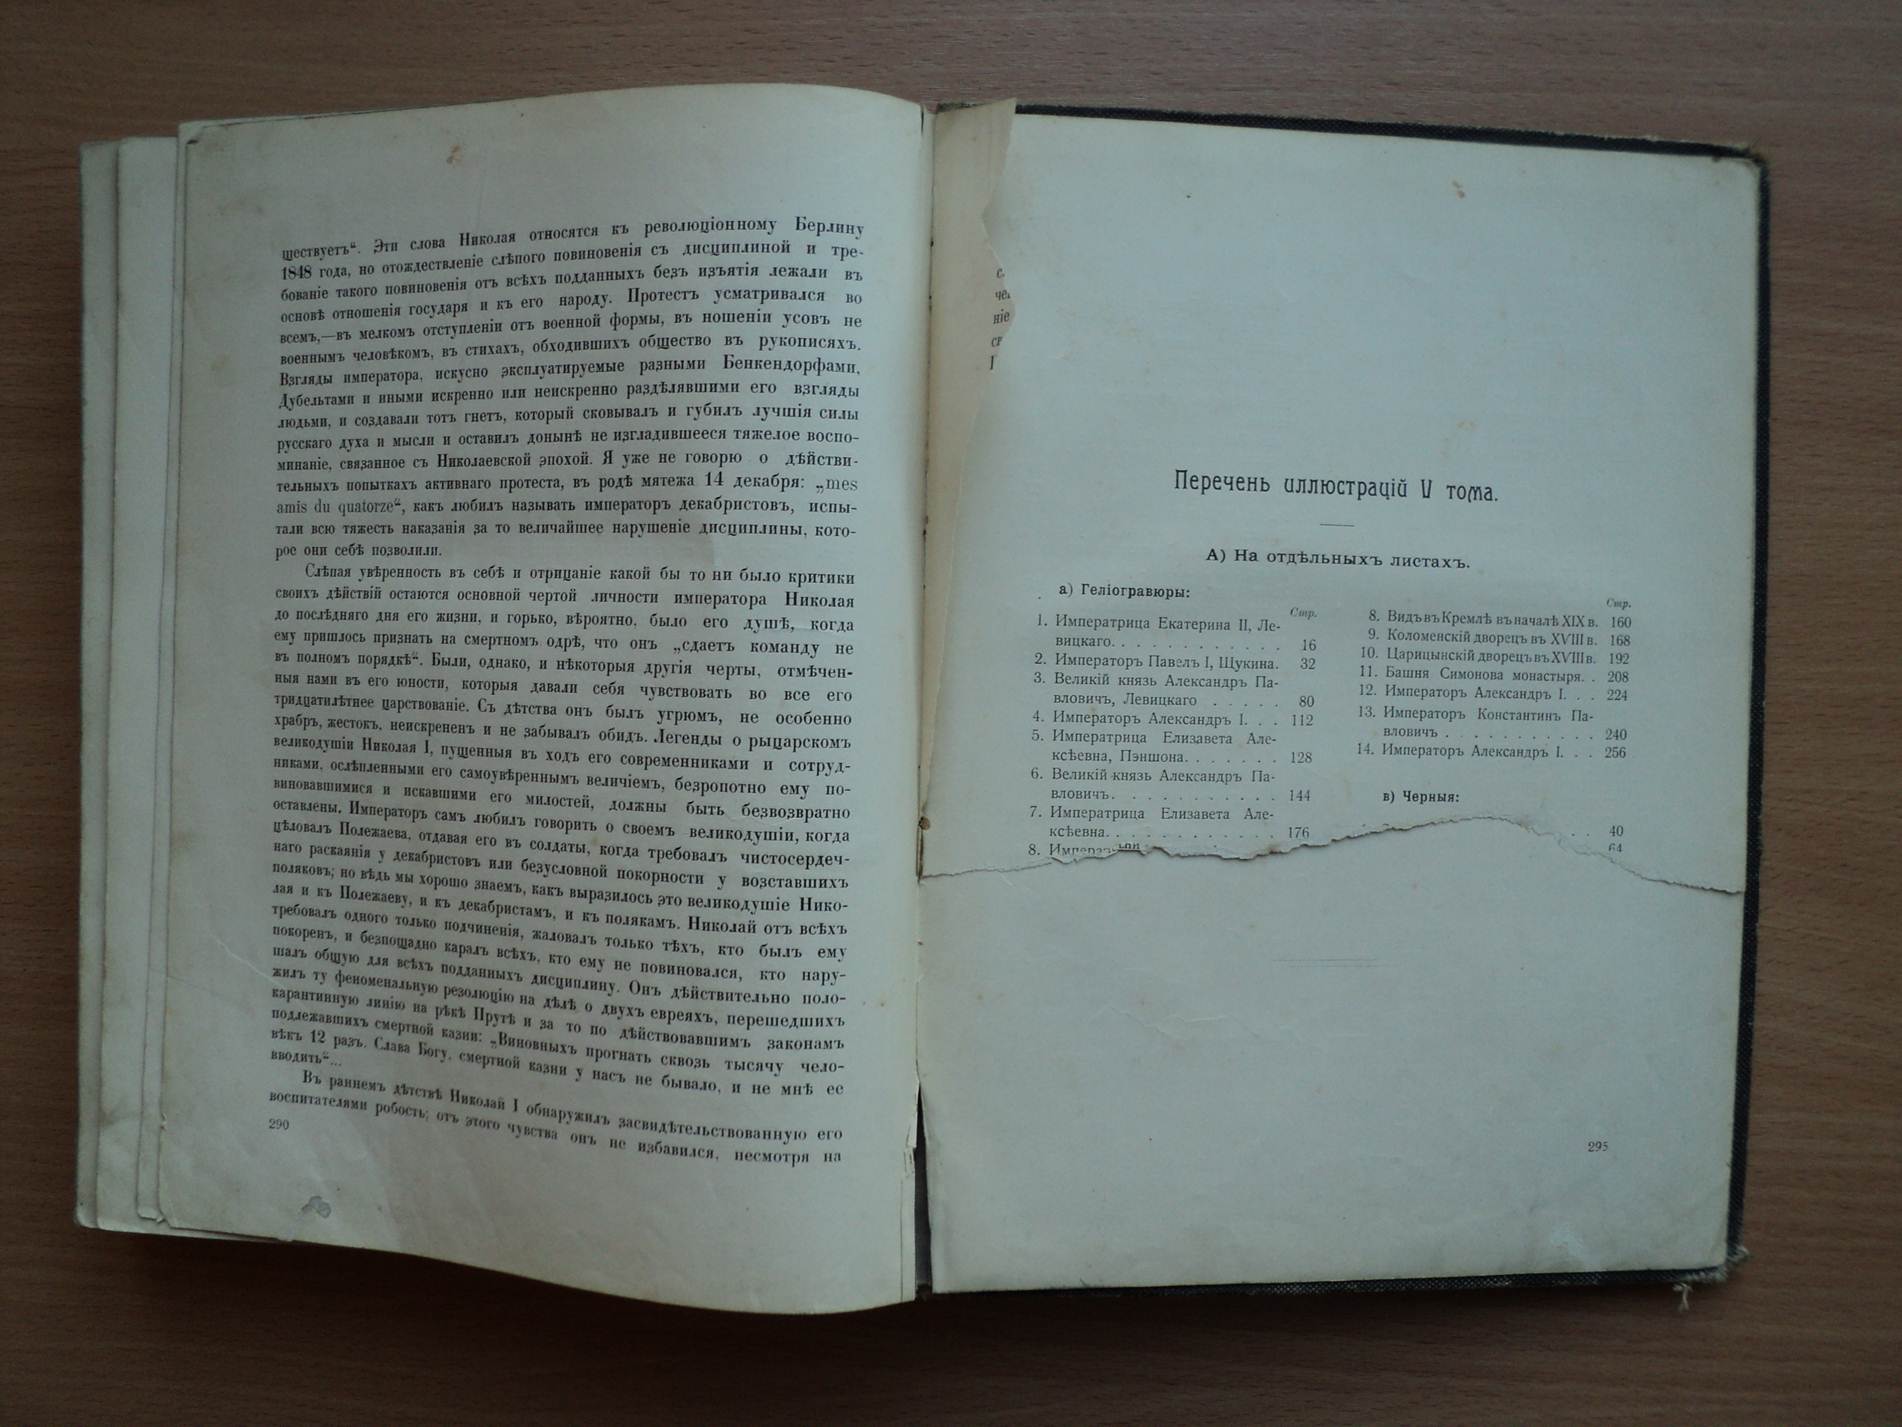 ществуетъ“. Эти слова Николая относятся къ революціонному Берлину
1848 года, но отождествленіе слѣпого повиновенія съ дисциплиной и тре-
бованіе такого повиновенія отъ всѣхъ подданныхъ безъ изъятія лежали въ
основѣ отношенія государя и къ его народу. Протестъ усматривался во
всемъ,—въ мелкомъ отступленіи отъ военной формы, въ ношеніи усовъ не
военнымъ человѣкомъ, въ стихахъ, обходившихъ общество въ рукописяхъ.
Взгляды императора, искусно эксплуатируемые разными Бенкендорфами,
Дубельтами и иными искренно или неискренно раздѣлявшими его взгляды
людьми, и создавали тотъ гнетъ, который сковывалъ и губилъ лучшія силы
русскаго духа и мысли и оставилъ донынѣ не изгладившееся тяжелое воспо-
минаніе, связанное съ Николаевской эпохой. Я уже не говорю о дѣйстви-
тельныхъ попыткахъ активнаго протеста, въ родѣ мятежа 14 декабря: „mes
amis du quatorze“, какъ любилъ называть императоръ декабристовъ, испы-
тали всю тяжесть наказанія за то величайшее нарушеніе дисциплины, кото-
рое они себѣ позволили.
Слѣпая увѣренность въ себѣ и отрицаніе какой бы то ни было критики
своихъ дѣйствій остаются основной чертой личности императора Николая
до послѣдняго дня его жизни, и горько, вѣроятно, было его душѣ, когда
ему пришлось признать на смертномъ одрѣ, что онъ „сдаетъ команду не
въ полномъ порядкѣ“. Были, однако, и нѣкоторыя другія черты, отмѣчен-
ныя нами въ его юности, которыя давали себя чувствовать во все его
тридцатилѣтнее царствованіе. Съ дѣтства онъ былъ угрюмъ, не особенно
храбръ, жестокъ, неискрененъ и не забывалъ обидъ. Легенды о рыцарскомъ
великодушіи Николая I, пущенныя въ ходъ его современниками и сотруд-
никами, ослѣпленными его самоувѣреннымъ величіемъ, безропотно ему по-
виновавшимися и искавшими его милостей, должны быть безвозвратно
оставлены. Императоръ самъ любилъ говорить о своемъ великодушіи, когда
цѣловалъ Полежаева, отдавая его въ солдаты, когда требовалъ чистосердеч-
наго раскаянія у декабристовъ или безусловной покорности у возставшихъ
поляковъ; но вѣдь мы хорошо знаемъ, какъ выразилось это великодушіе Нико-
лая и къ Полежаеву, и къ декабристамъ, и къ полякамъ. Николай отъ всѣхъ
требовалъ одного только подчиненія, жаловалъ только тѣхъ, кто былъ ему
покоренъ, и безпощадно каралъ всѣхъ, кто ему не повиновался, кто нару-
шалъ общую для всѣхъ подданныхъ дисциплину. Онъ дѣйствительно поло-
жилъ ту феноменальную резолюцію на дѣлѣ о двухъ евреяхъ, перешедшихъ
карантинную линію на рѣкѣ Прутѣ и за то по дѣйствовавшимъ законамъ
подлежавшихъ смертной казни: „Виновныхъ прогнать сквозь тысячу чело-
вѣкъ 12 разъ. Слава Богу, смертной казни у насъ не бывало, и не мнѣ ее
вводить“...
Въ раннемъ дѣтствѣ Николай I обнаружилъ засвидѣтельствованную его
воспитателями робость; отъ этого чувства онъ не избавился, несмотря на
290
ніе
Перечень иллюстрацій V тома.
А) На отдѣльныхъ листахъ.
а) Геліогравюры:
Стр.
1. Императрица Екатерина II, Ле-
вицкаго. . . . . . . . . . . . 16
2. Императоръ Павелъ I, Щукина. 32
3. Великій князь Александръ Па-
вловичъ, Левицкаго . . . . . 80
4. Императоръ Александръ I. . . 112
5. Императрица Елизавета Але-
ксѣевна, Пэншона. . . . . . . 128
6. Великій князь Александръ Па-
вловичъ. . . . . . . . . . . 144
7. Императрица Елизавета Але-
ксѣевна. . . . . . . . . . . . 176
8.
Стр.
8. Видъ въ Кремлѣ въ началѣ XIX в. 160
9. Коломенскій дворецъ въ XVIII в. 168
10. Царицынскій дворецъ въ XVIII в. 192
11. Башня Симонова монастыря. . 208
12. Императоръ Александръ I. . . 224
13. Императоръ Константинъ Па-
вловичъ . . . . . . . . . . . 240
14. Императоръ Александръ I. . . 256
в) Черныя:
. . 40
64
295